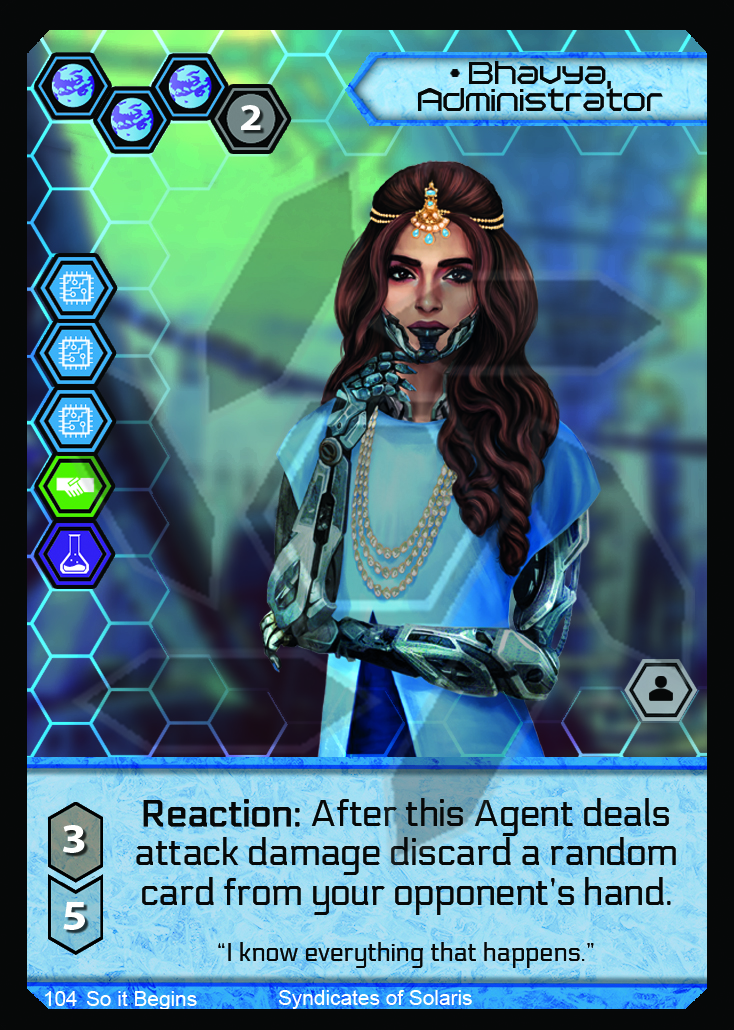 2
• Bhavya,
Administrator
3
5
Reaction: After this Agent deals
attack damage discard a random
card from your opponent's hand.
“I know everything that happens.”
104 So it Begins
Syndicates of Solaris